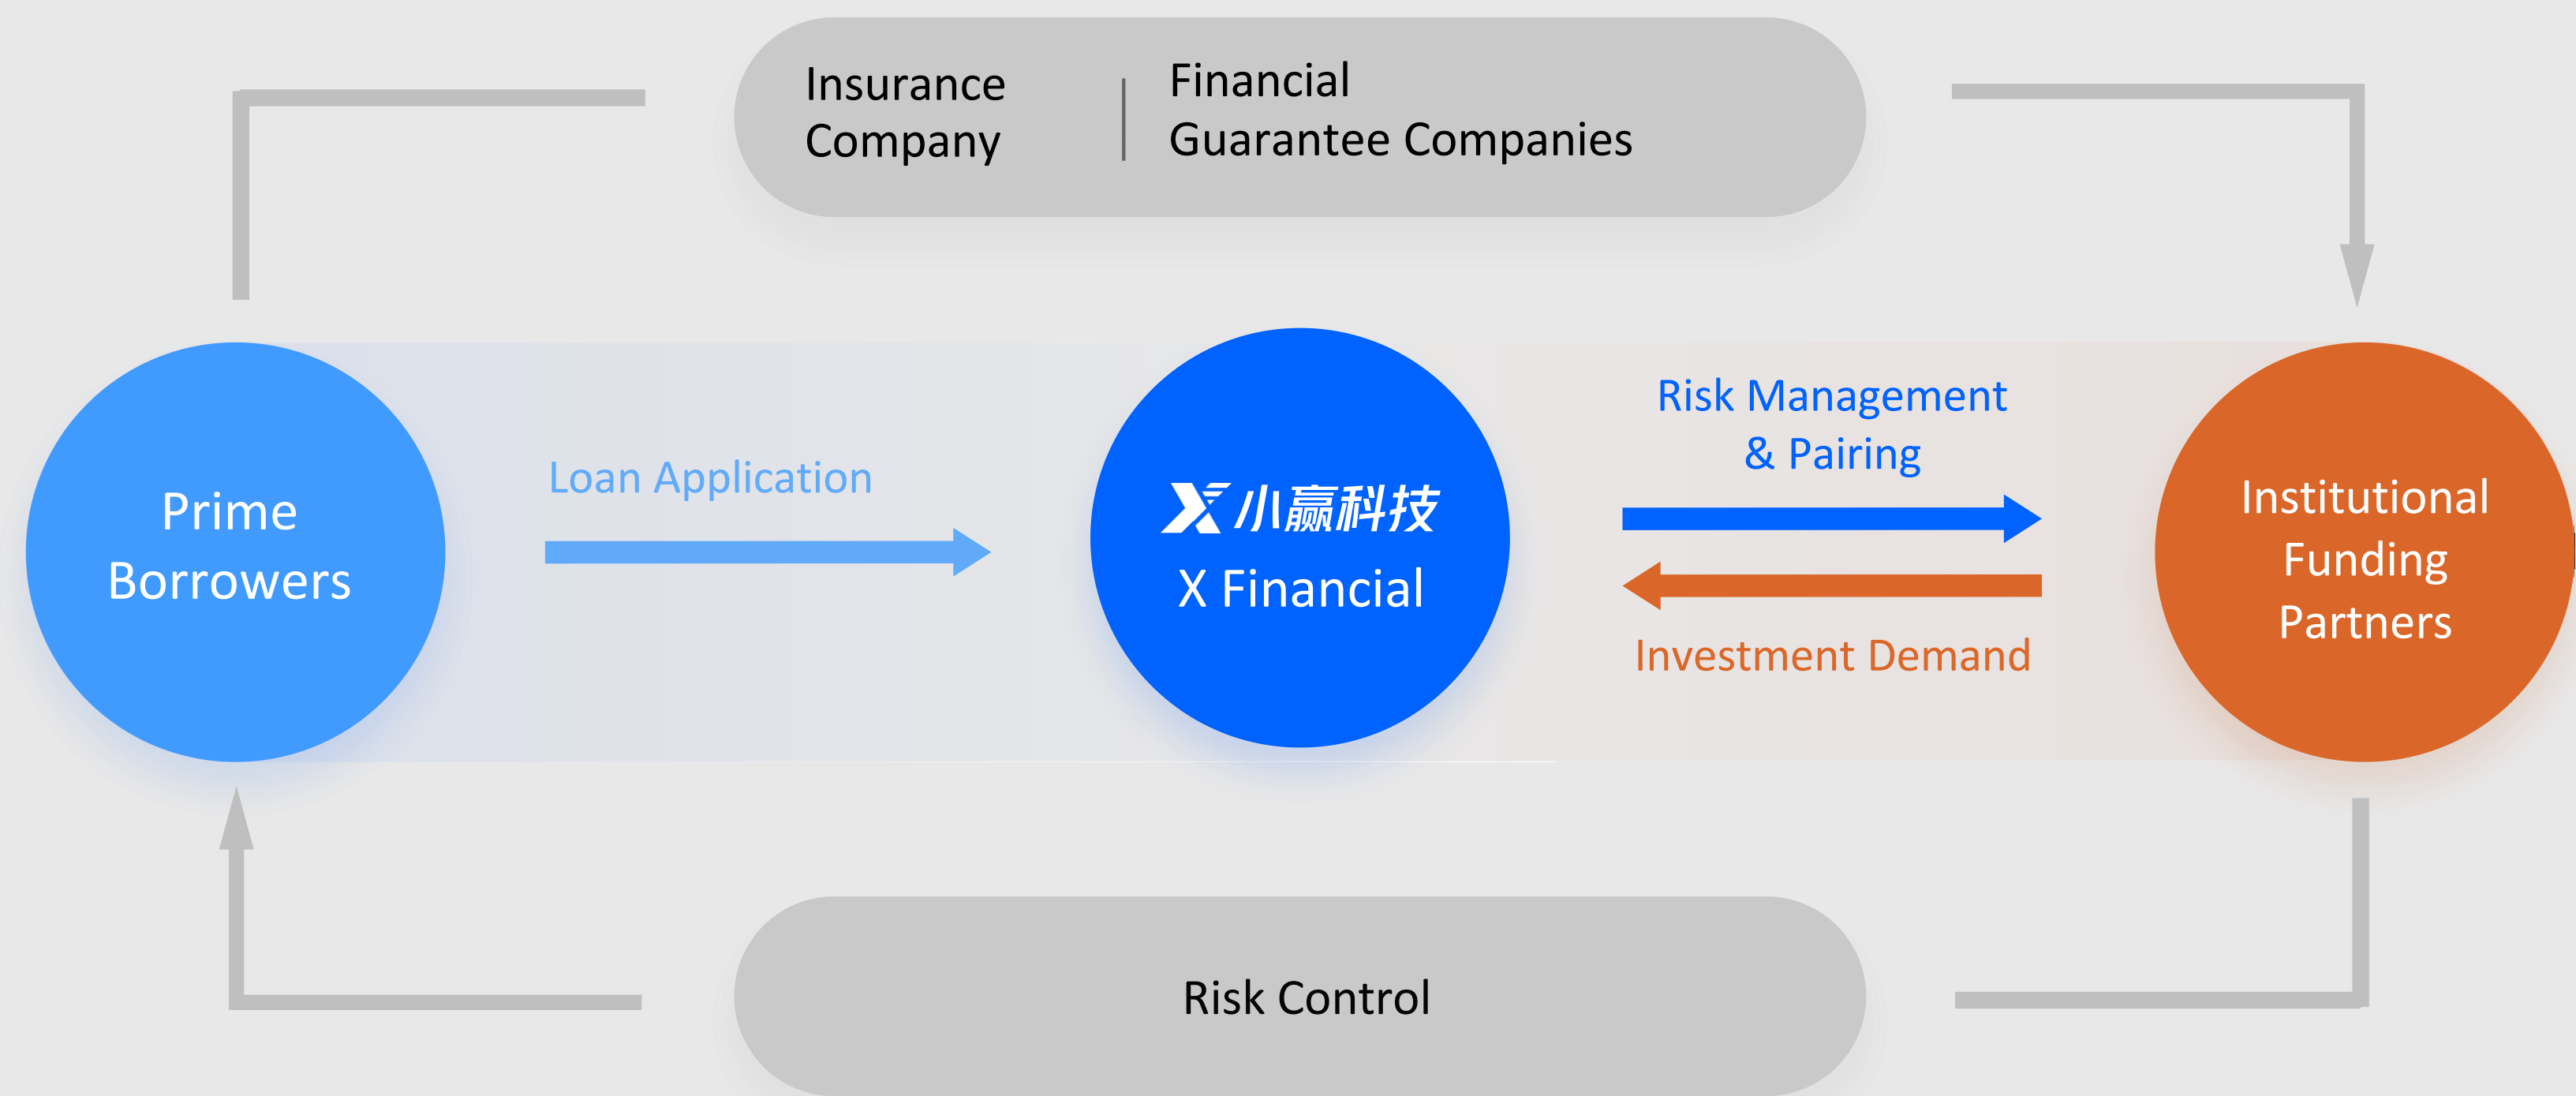 Insurance
Company
Financial
Guarantee Companies
Risk Management
& Pairing
Loan Application
Prime
Borrowers
小赢科技
X Financial
Institutional
Funding
Partners
Investment Demand
Risk Control